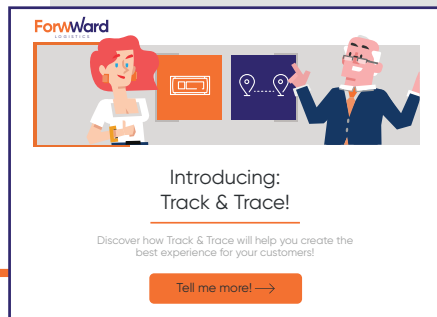 ForwWard
LOGISTICS
Introducing:
Track & Trace!
Discover how Track & Trace will help you create the
best experience for your customers!
Tell me more! →